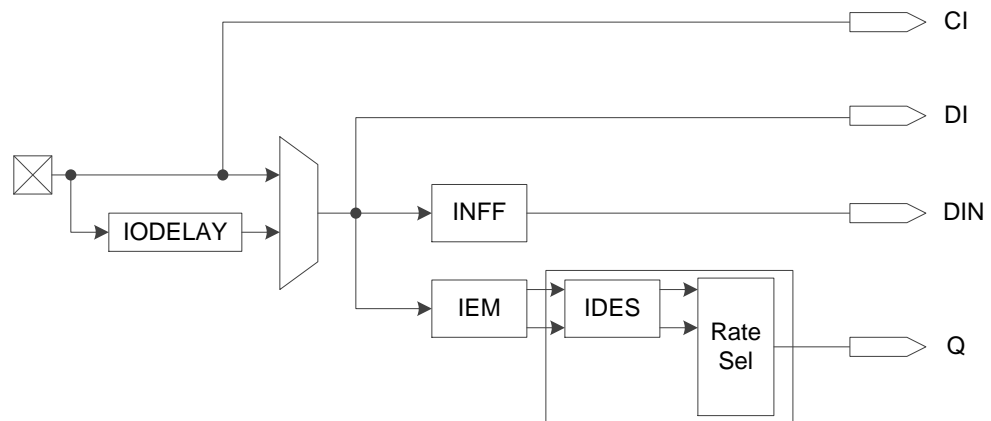 CI
DI
IODELAY
INFF
DIN
IEM
IDES
Rate
Sel
Q